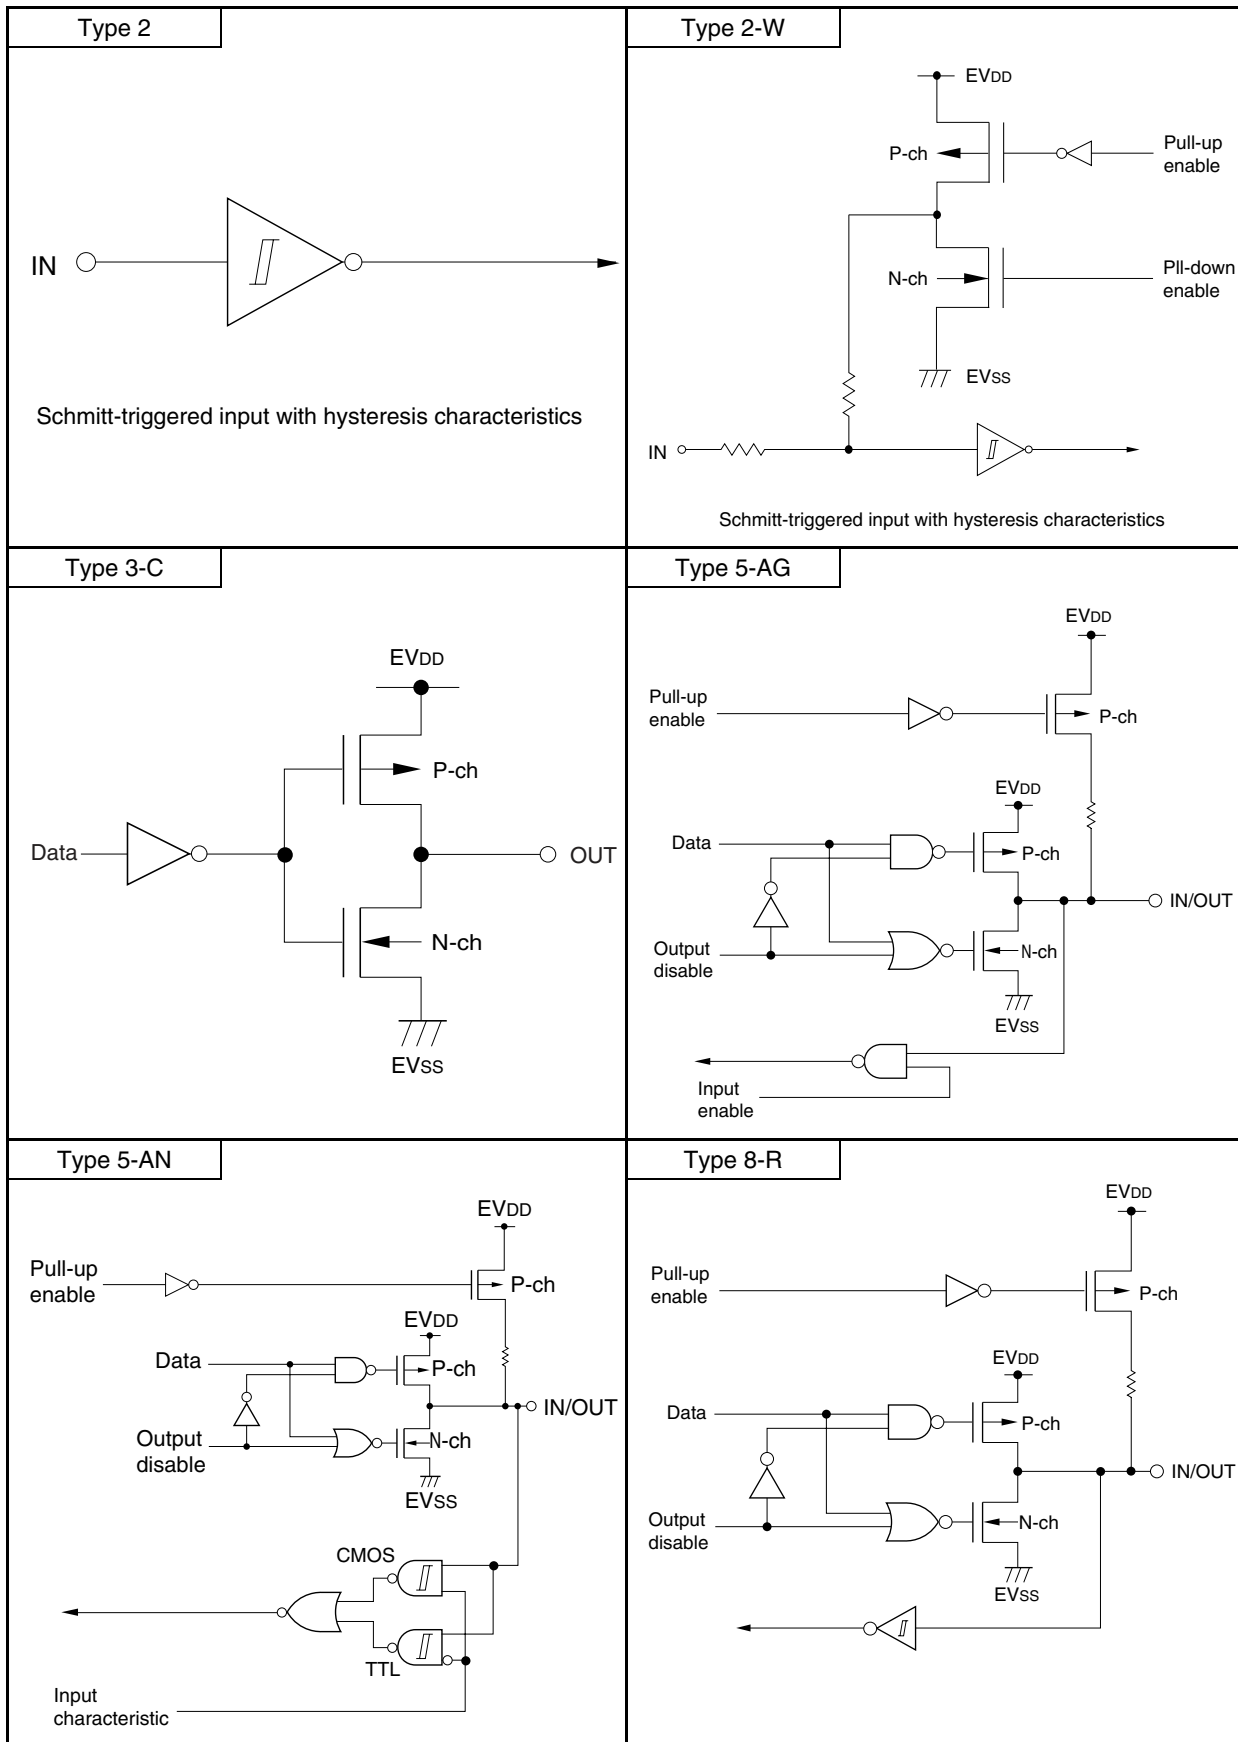 Type 2
IN
Schmitt-triggered input with hysteresis characteristics
Type 2-W
EVDD
P-ch
Pull-up
enable
N-ch
Pll-down
enable
EVSS
IN
Schmitt-triggered input with hysteresis characteristics
Type 3-C
EVDD
P-ch
Data
OUT
N-ch
EVSS
Type 5-AG
EVDD
Pull-up
enable
P-ch
EVDD
Data
P-ch
IN/OUT
Output
disable
N-ch
EVSS
Input
enable
Type 5-AN
EVDD
Pull-up
enable
P-ch
EVDD
Data
P-ch
IN/OUT
Output
disable
N-ch
EVSS
CMOS
TTL
Input
characteristic
Type 8-R
EVDD
Pull-up
enable
P-ch
EVDD
Data
P-ch
IN/OUT
Output
disable
N-ch
EVSS